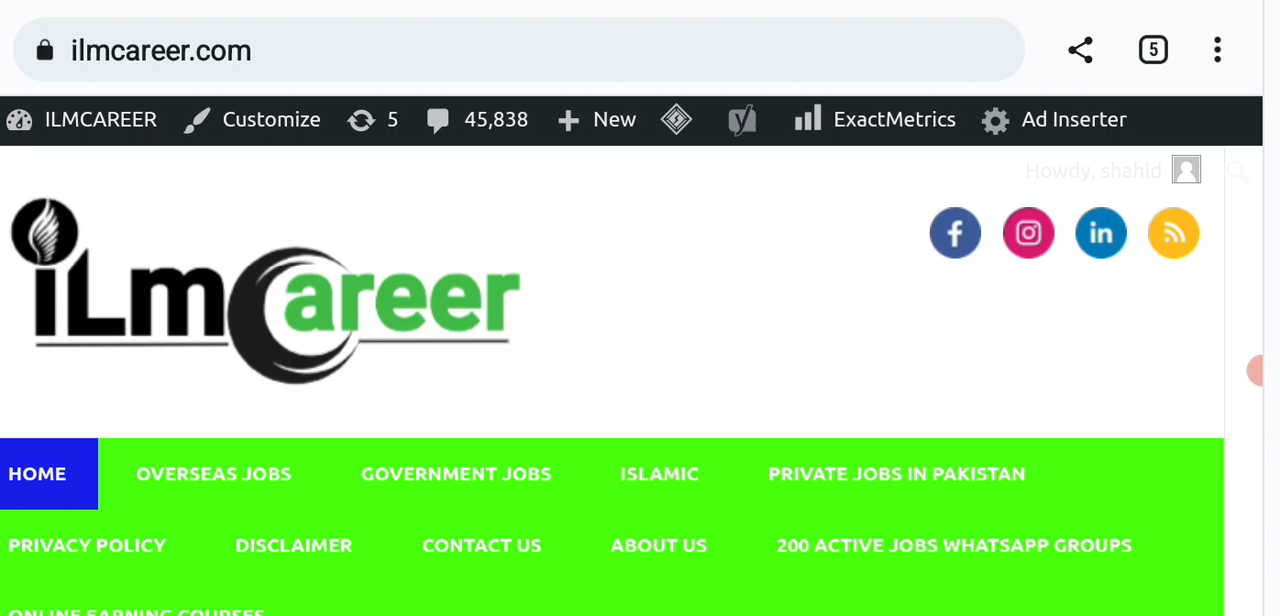 ilmcareer.com
5
ILMCAREER Customize 5 45,838 New ExactMetrics Ad Inserter
Howdy, shahid
iLmCareer
HOME OVERSEAS JOBS GOVERNMENT JOBS ISLAMIC PRIVATE JOBS IN PAKISTAN
PRIVACY POLICY DISCLAIMER CONTACT US ABOUT US 200 ACTIVE JOBS WHATSAPP GROUPS
ONLINE EARNING COURSES